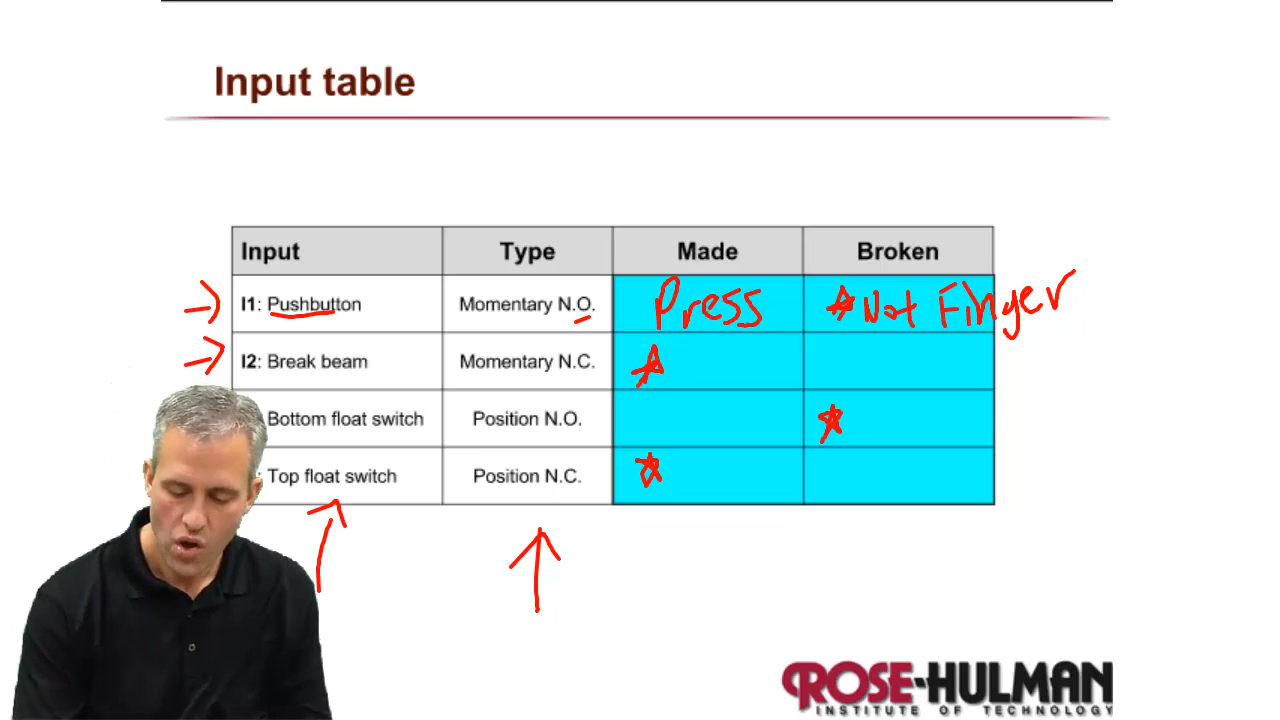 Input table
Input Type Made Broken
I1: Pushbutton Momentary N.O. Press Not Finger
I2: Break beam Momentary N.C.
: Bottom float switch Position N.O.
: Top float switch Position N.C.
ROSE-HULMAN
INSTITUTE OF TECHNOLOGY